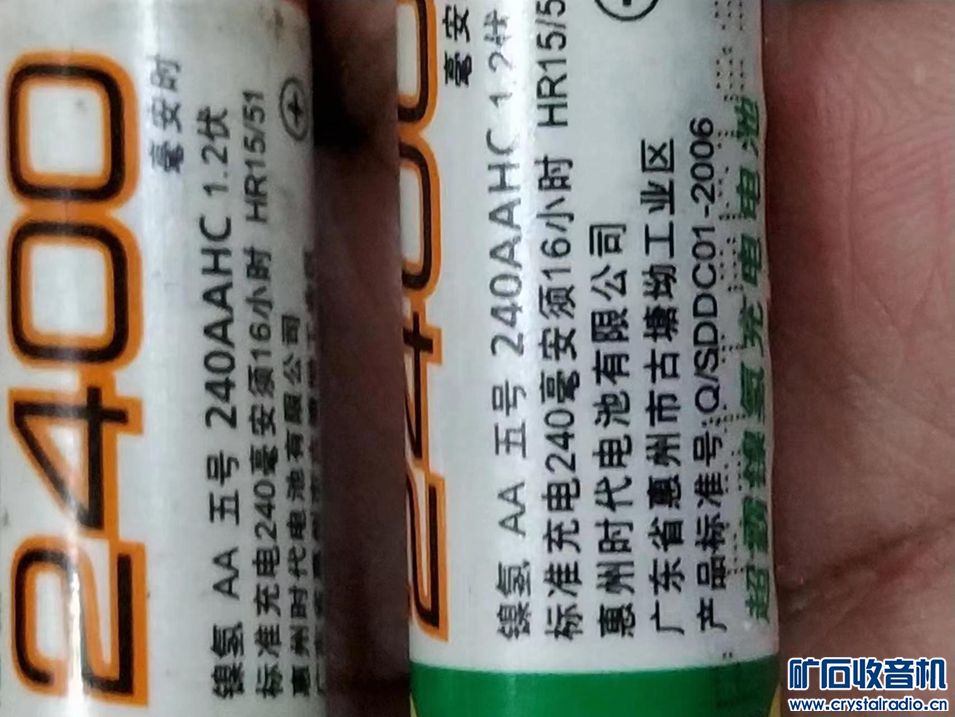 2400
毫安时
镍氢 AA 五号 240AAHC 1.2伏
标准充电240毫安须16小时 HR15/51
惠州时代电池有限公司
2400
毫安
镍氢 AA 五号 240AAHC 1.2伏
标准充电240毫安须16小时 HR15/5
惠州时代电池有限公司
广东省惠州市古塘坳工业区
产品标准号:Q/SDDC01-2006
超霸镍氢充电电池
矿石收音机
www.crystalradio.cn